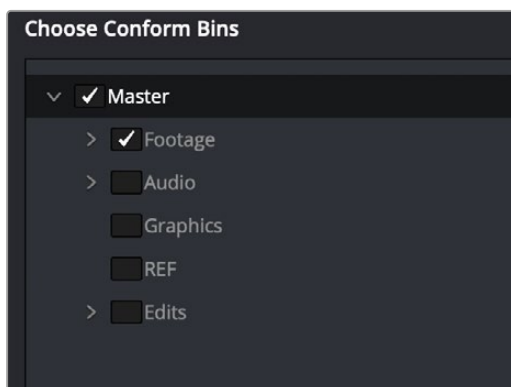 Choose Conform Bins
Master
Footage
Audio
Graphics
REF
Edits